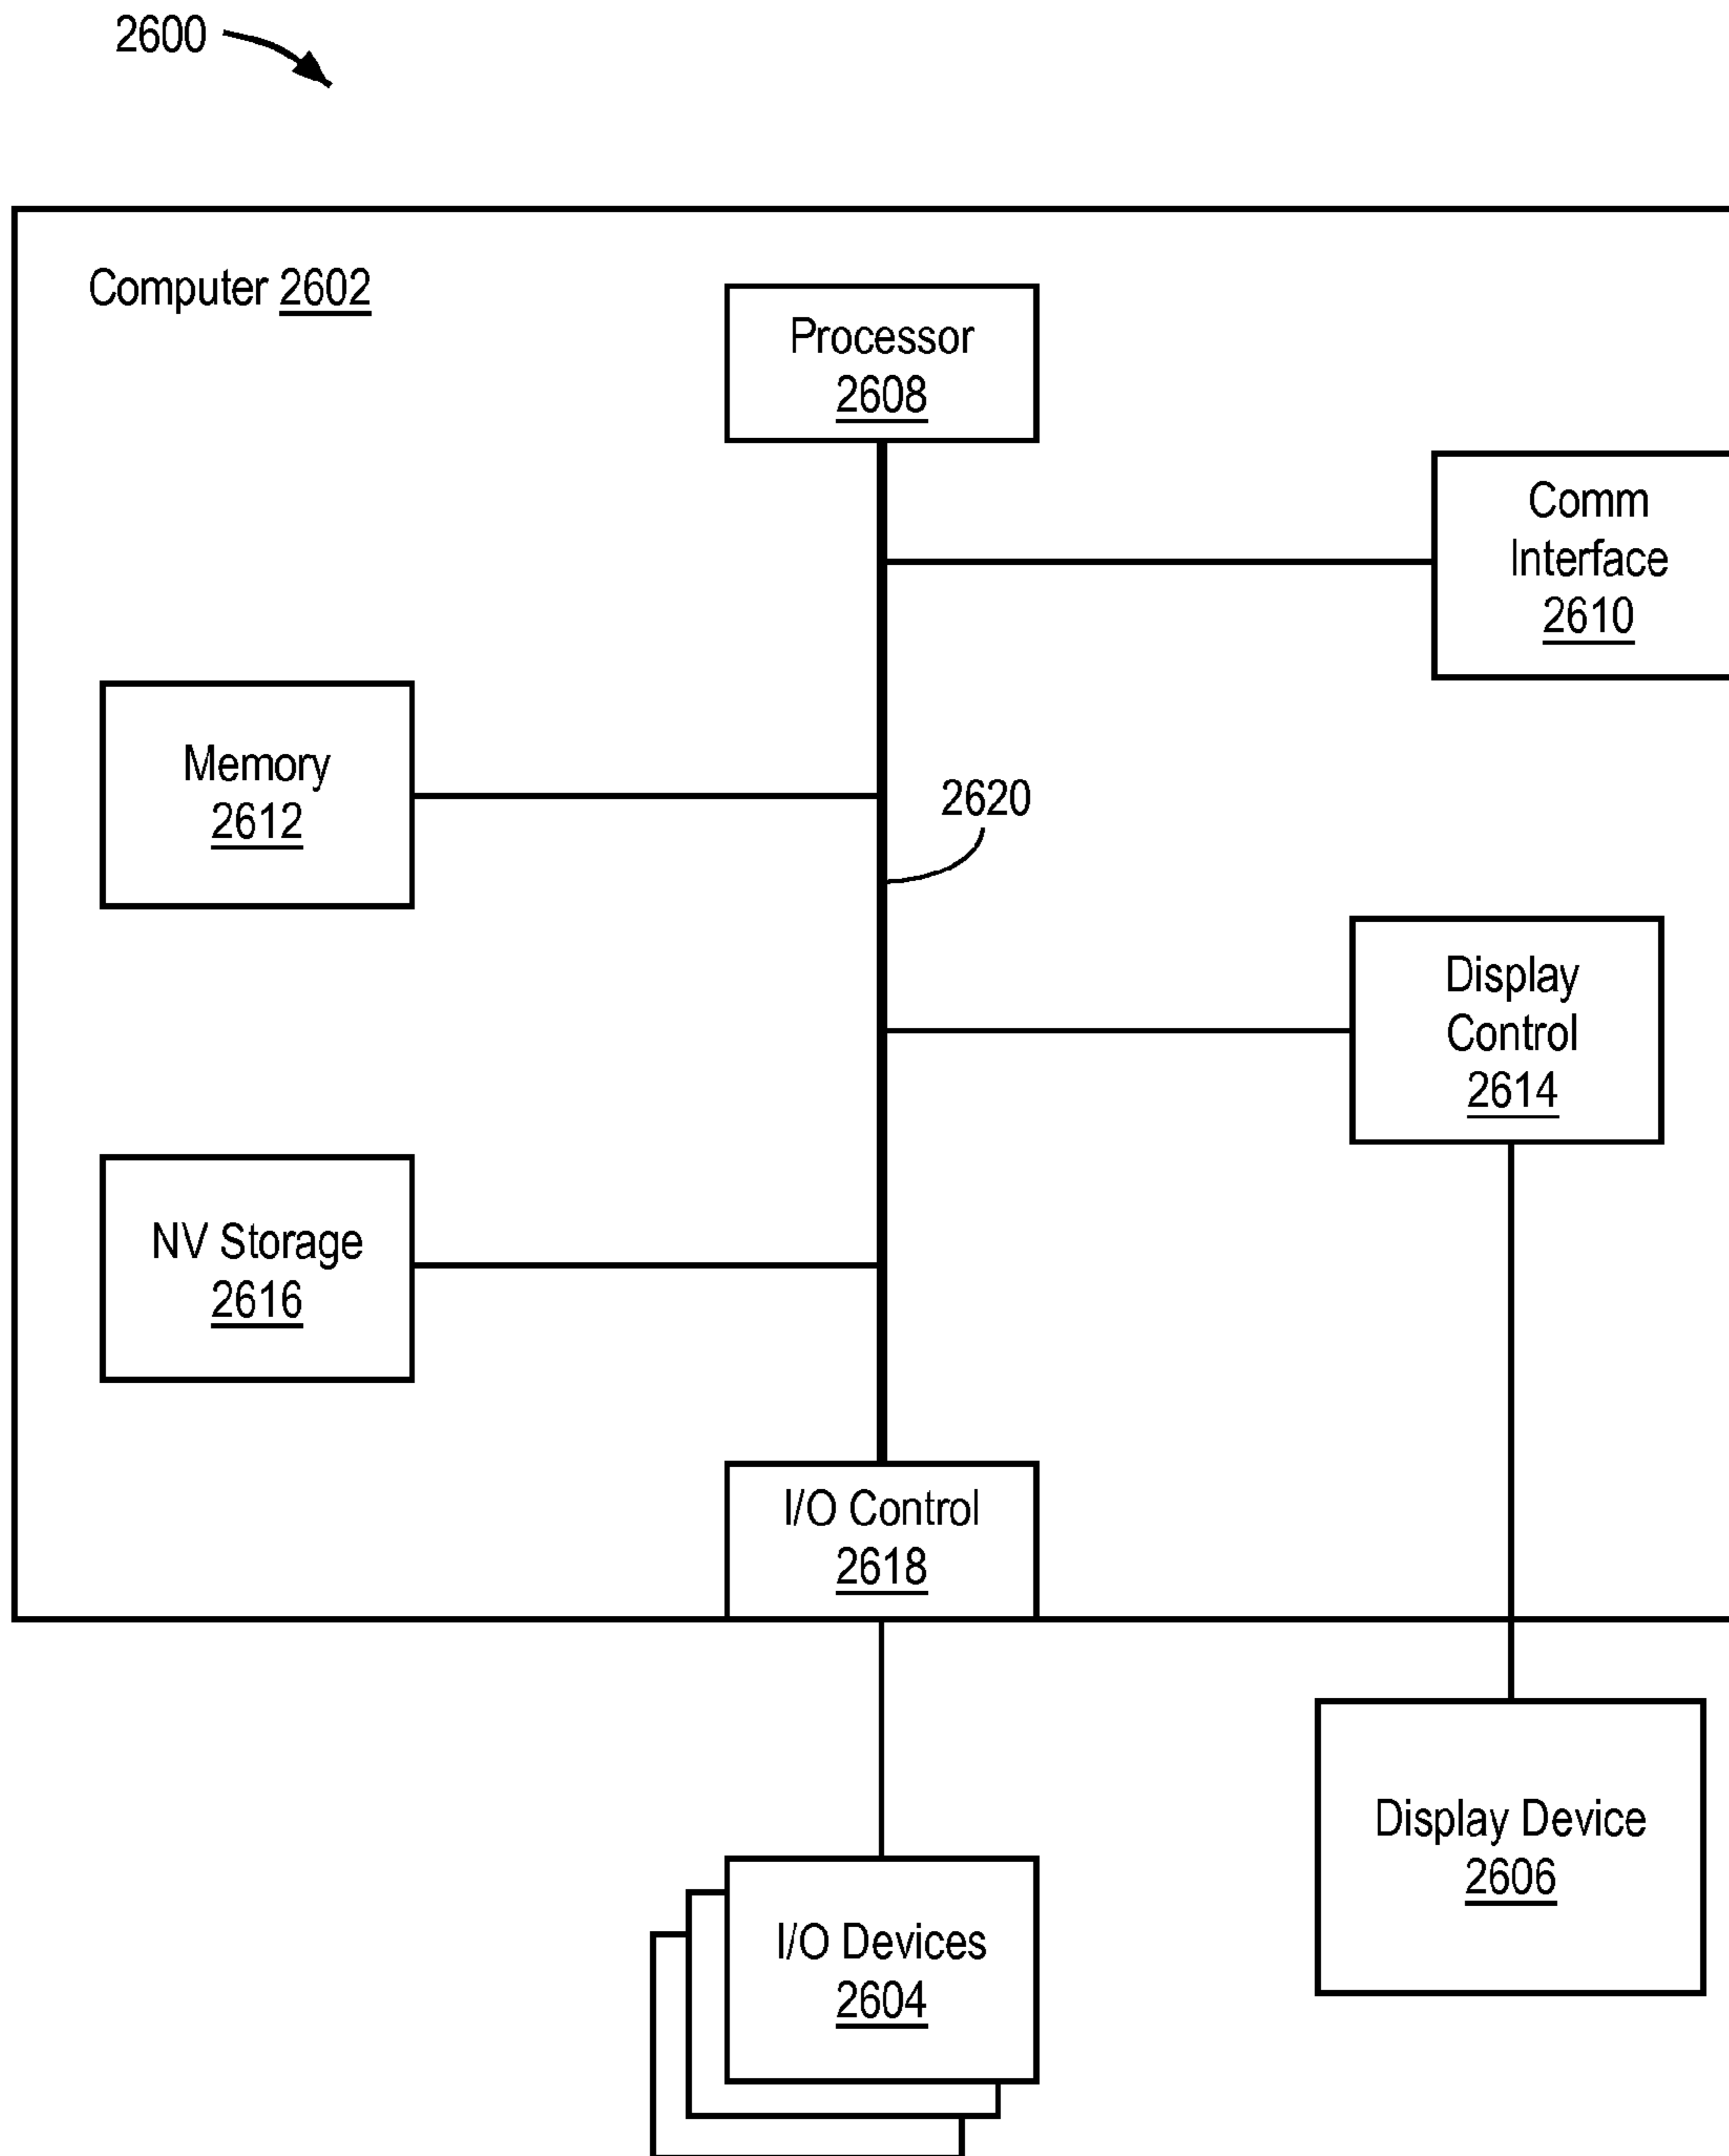 2600
Computer 2602
Processor
2608
Comm
Interface
2610
Memory
2612
2620
Display
Control
2614
NV Storage
2616
I/O Control
2618
Display Device
2606
I/O Devices
2604